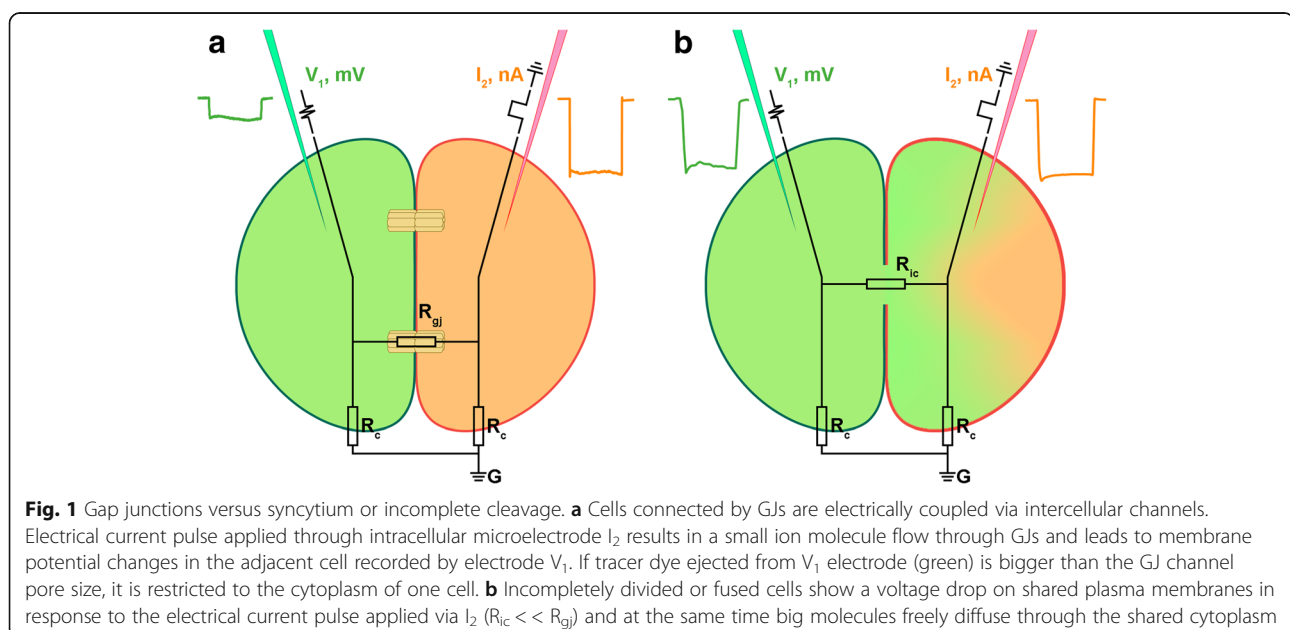 a
b
V1, mV
I2, nA
V1, mV
I2, nA
Rgj
Ric
Rc
Rc
Rc
Rc
G
G
Fig. 1 Gap junctions versus syncytium or incomplete cleavage. a Cells connected by GJs are electrically coupled via intercellular channels.
Electrical current pulse applied through intracellular microelectrode I2 results in a small ion molecule flow through GJs and leads to membrane
potential changes in the adjacent cell recorded by electrode V1. If tracer dye ejected from V1 electrode (green) is bigger than the GJ channel
pore size, it is restricted to the cytoplasm of one cell. b Incompletely divided or fused cells show a voltage drop on shared plasma membranes in
response to the electrical current pulse applied via I2 (Ric < < Rgj) and at the same time big molecules freely diffuse through the shared cytoplasm